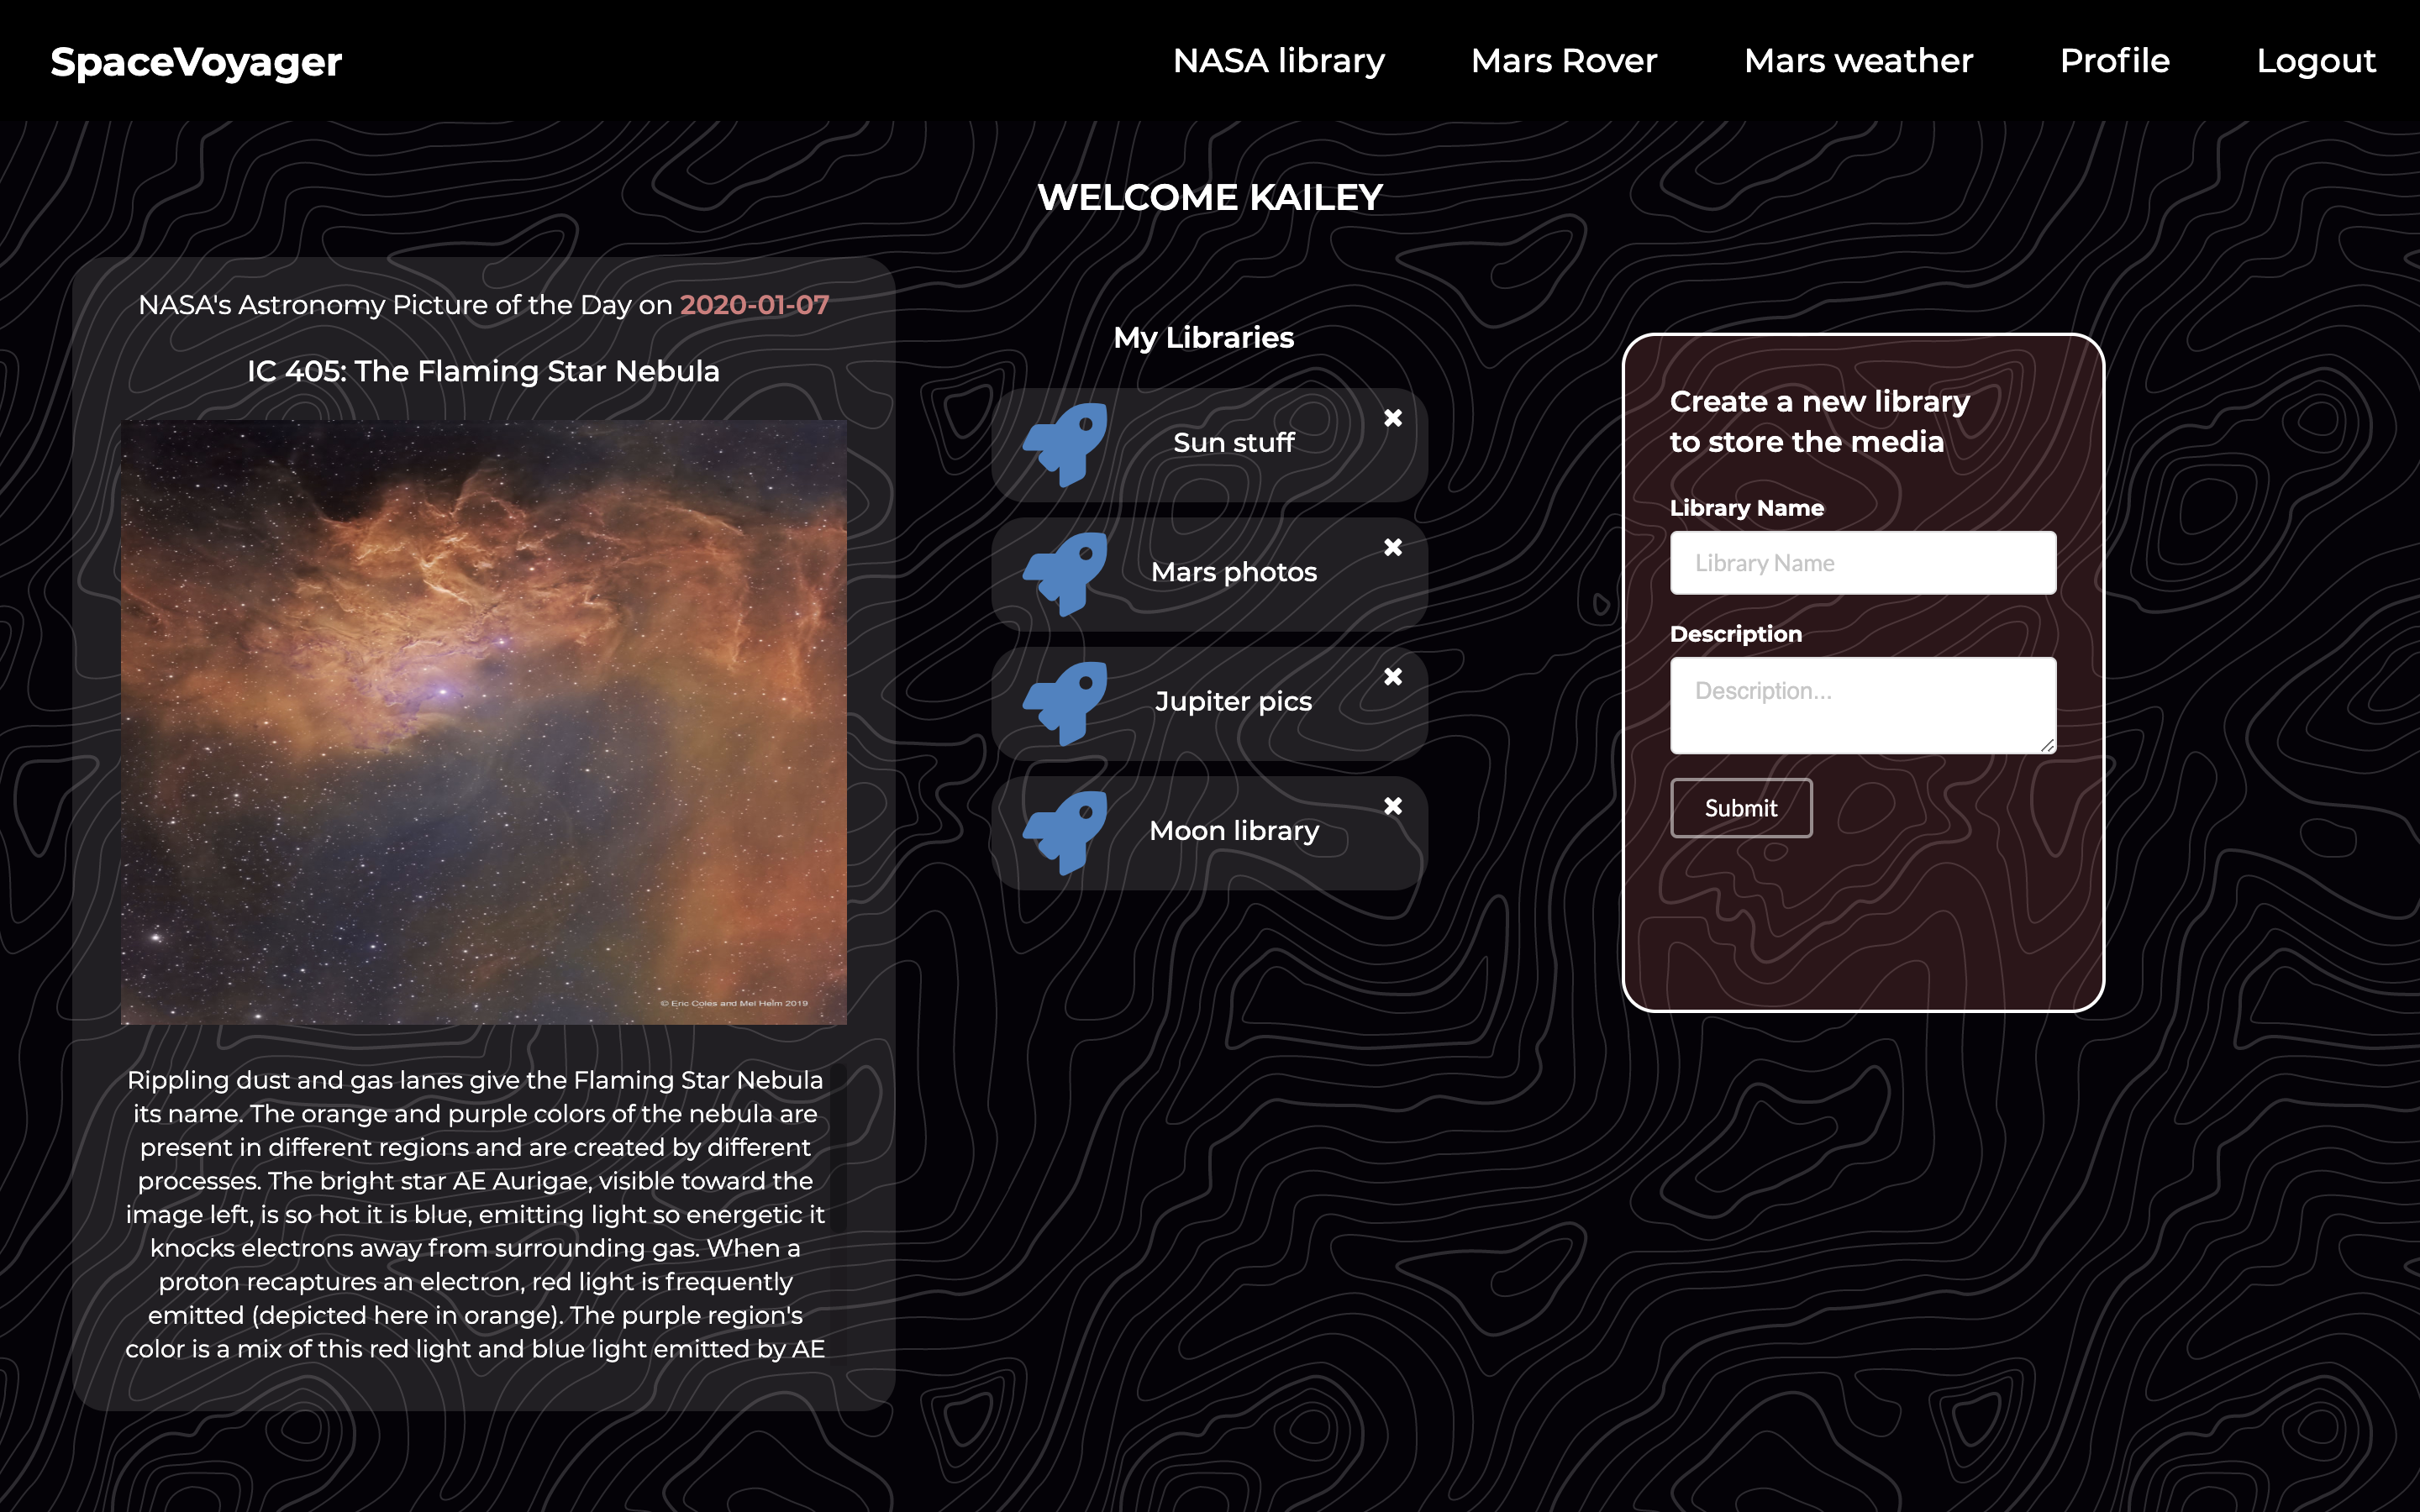 SpaceVoyager
NASA library
Mars Rover
Mars weather
Profile
Logout
WELCOME KAILEY
NASA's Astronomy Picture of the Day on 2020-01-07
IC 405: The Flaming Star Nebula
© Eric Coles and Mel Helm 2019
Rippling dust and gas lanes give the Flaming Star Nebula
its name. The orange and purple colors of the nebula are
present in different regions and are created by different
processes. The bright star AE Aurigae, visible toward the
image left, is so hot it is blue, emitting light so energetic it
knocks electrons away from surrounding gas. When a
proton recaptures an electron, red light is frequently
emitted (depicted here in orange). The purple region's
color is a mix of this red light and blue light emitted by AE
My Libraries
Sun stuff
Mars photos
Jupiter pics
Moon library
Create a new library
to store the media
Library Name
Library Name
Description
Description...
Submit